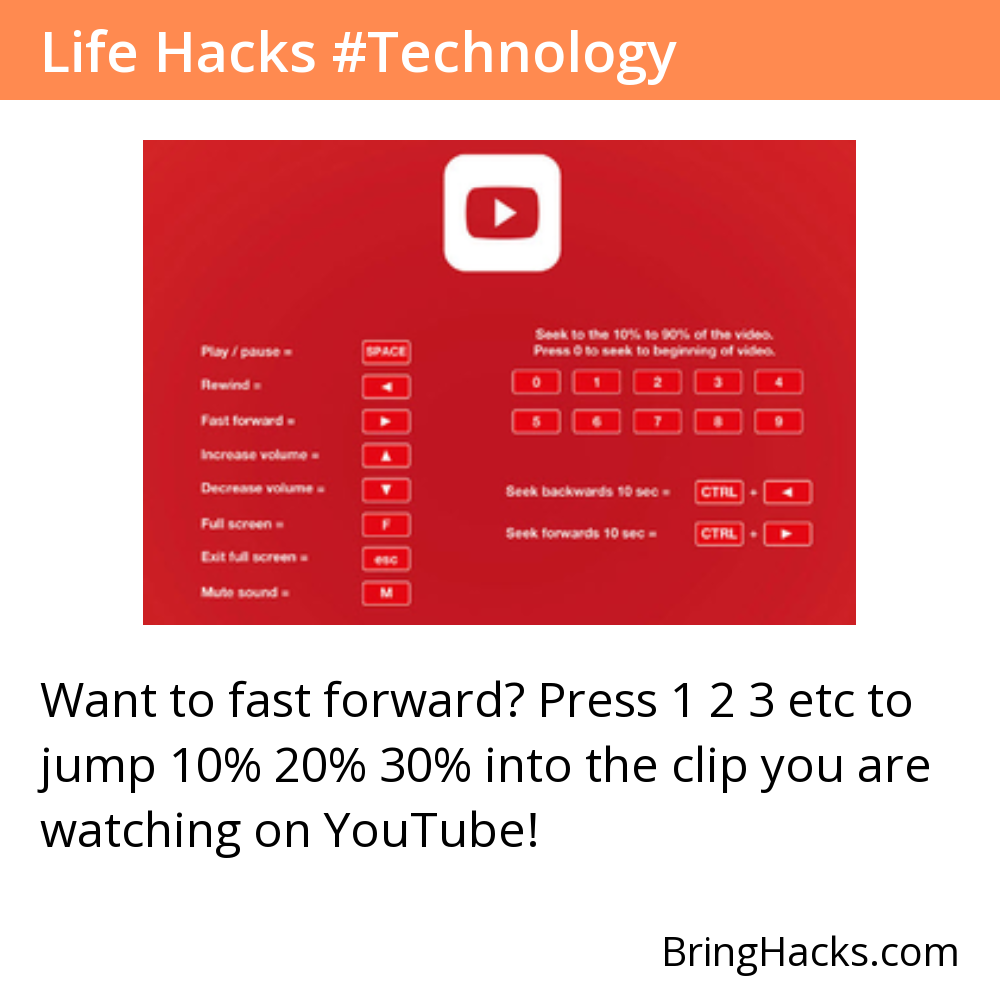 Life Hacks #Technology
Seek to the 10% to 90% of the video.
Press 0 to seek to beginning of video.
Play / pause = SPACE
Rewind = ◀
Fast forward = ▶
Increase volume = ▲
Decrease volume = ▼
Full screen = F
Exit full screen = esc
Mute sound = M
0 1 2 3 4
5 6 7 8 9
Seek backwards 10 sec = CTRL + ◀
Seek forwards 10 sec = CTRL + ▶
Want to fast forward? Press 1 2 3 etc to
jump 10% 20% 30% into the clip you are
watching on YouTube!
BringHacks.com